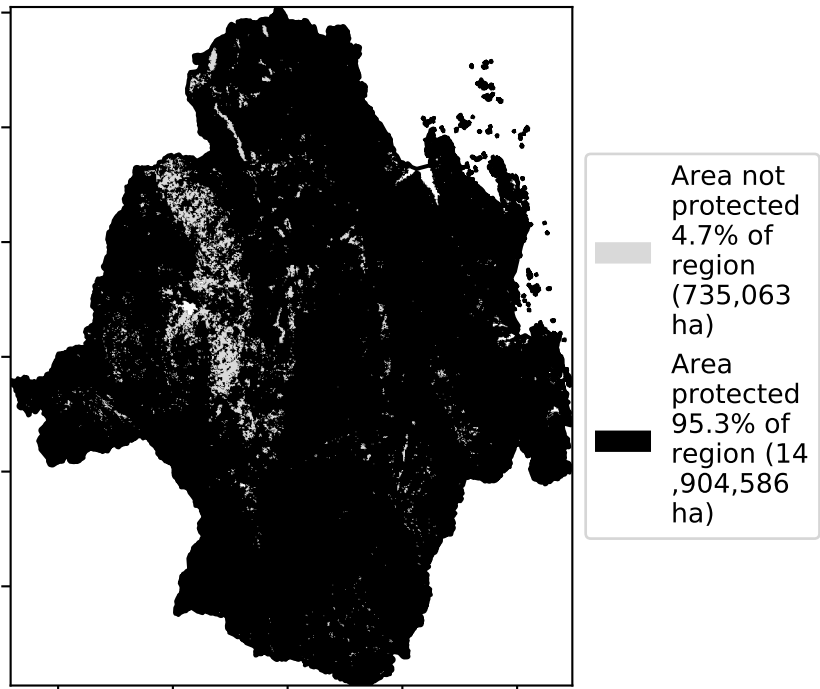 Area not
protected
4.7% of
region
(735,063
ha)
Area
protected
95.3% of
region (14
,904,586
ha)